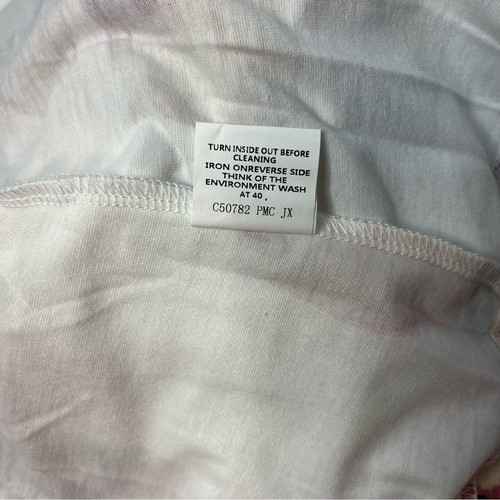 TURN INSIDE OUT BEFORE
CLEANING
IRON ONREVERSE SIDE
THINK OF THE
ENVIRONMENT WASH
AT 40 。
C50782 PMC JX